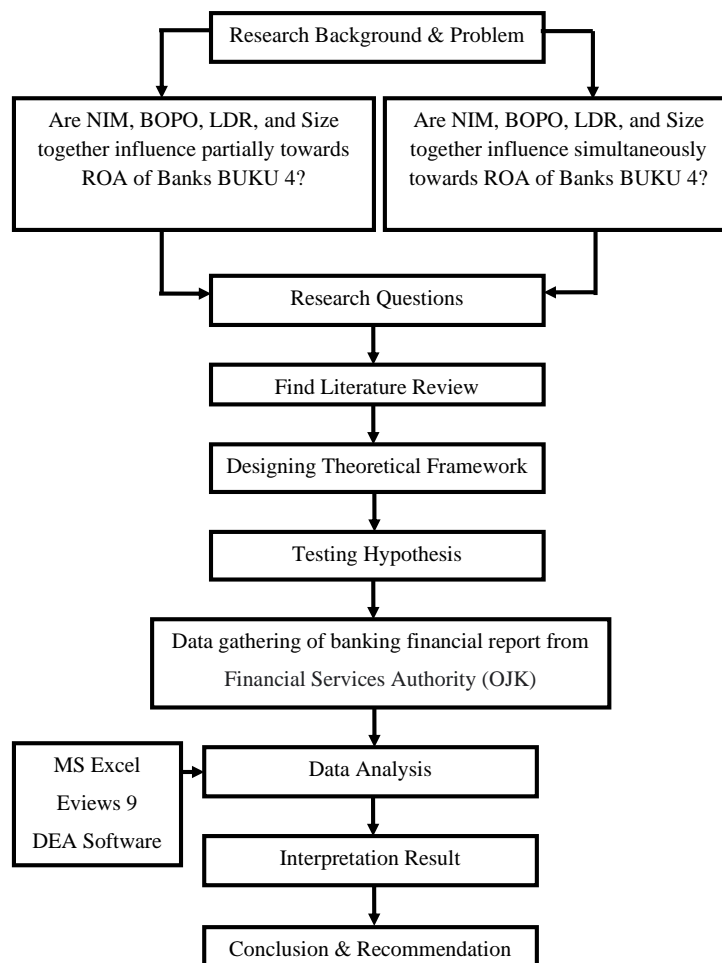 Research Background & Problem
Are NIM, BOPO, LDR, and Size
together influence partially towards
ROA of Banks BUKU 4?
Are NIM, BOPO, LDR, and Size
together influence simultaneously
towards ROA of Banks BUKU 4?
Research Questions
Find Literature Review
Designing Theoretical Framework
Testing Hypothesis
Data gathering of banking financial report from
Financial Services Authority (OJK)
MS Excel
Eviews 9
DEA Software
Data Analysis
Interpretation Result
Conclusion & Recommendation